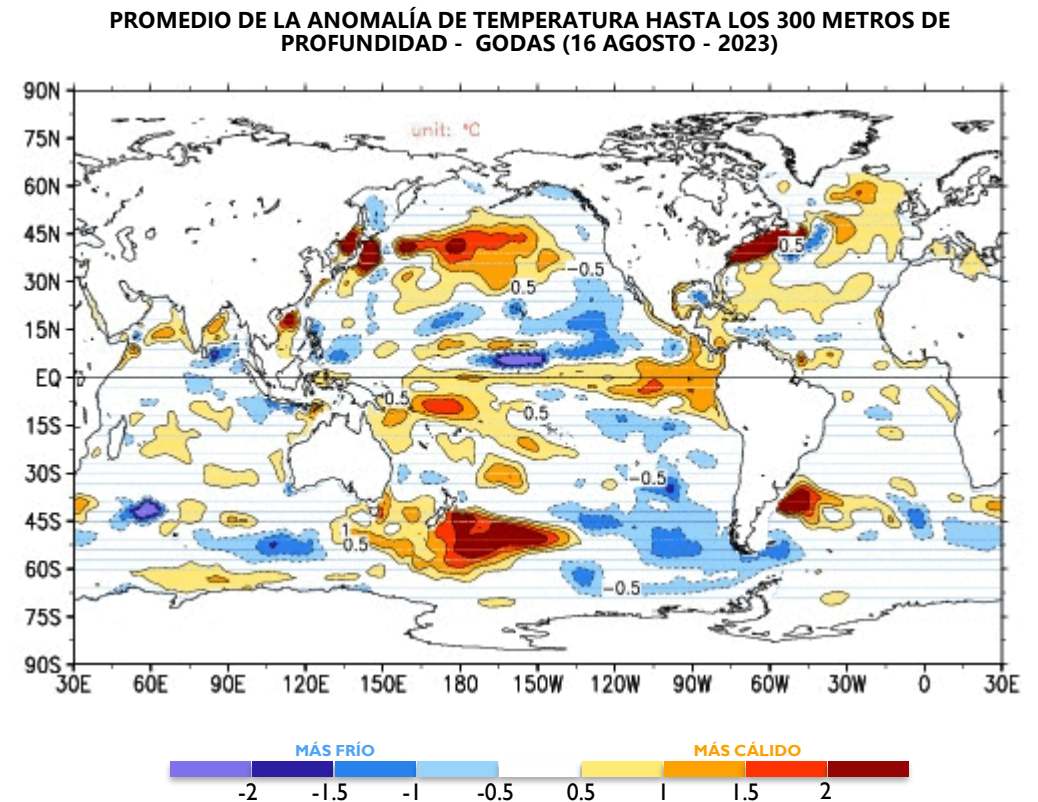 PROMEDIO DE LA ANOMALÍA DE TEMPERATURA HASTA LOS 300 METROS DE
PROFUNDIDAD - GODAS (16 AGOSTO - 2023)
90N
unit: °C
75N
60N
45N
0.5
30N
-0.5
0.5
15N
EQ
-0.5
-0.5
15S
30S
-0.5
45S
1
0.5
60S
-0.5
75S
90S
30E 60E 90E 120E 150E 180 150W 120W 90W 60W 30W 0 30E
MÁS FRÍO MÁS CÁLIDO
-2 -1.5 -1 -0.5 0.5 1 1.5 2